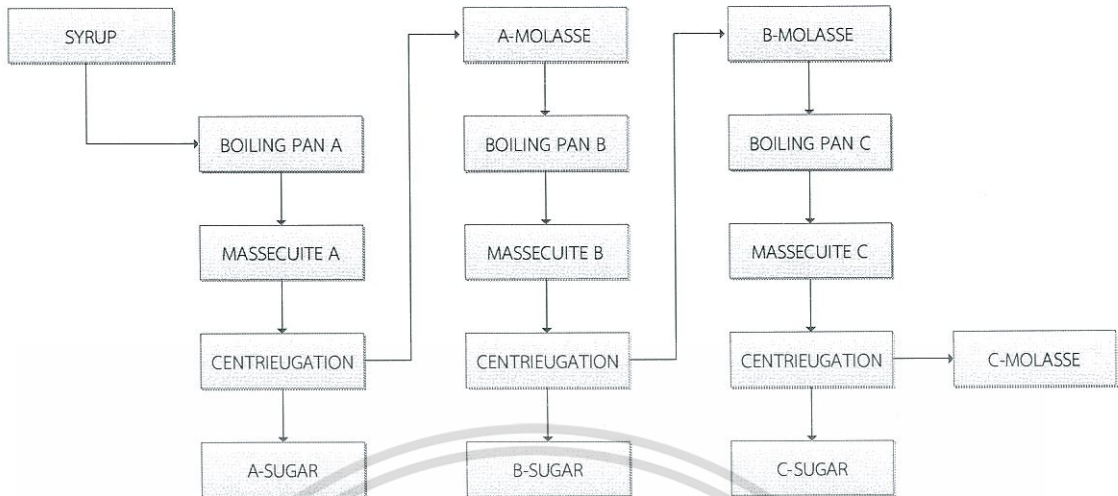 SYRUP
A-MOLASSE
B-MOLASSE
BOILING PAN A
BOILING PAN B
BOILING PAN C
MASSECUITE A
MASSECUITE B
MASSECUITE C
CENTRIEUGATION
CENTRIEUGATION
CENTRIEUGATION
C-MOLASSE
A-SUGAR
B-SUGAR
C-SUGAR